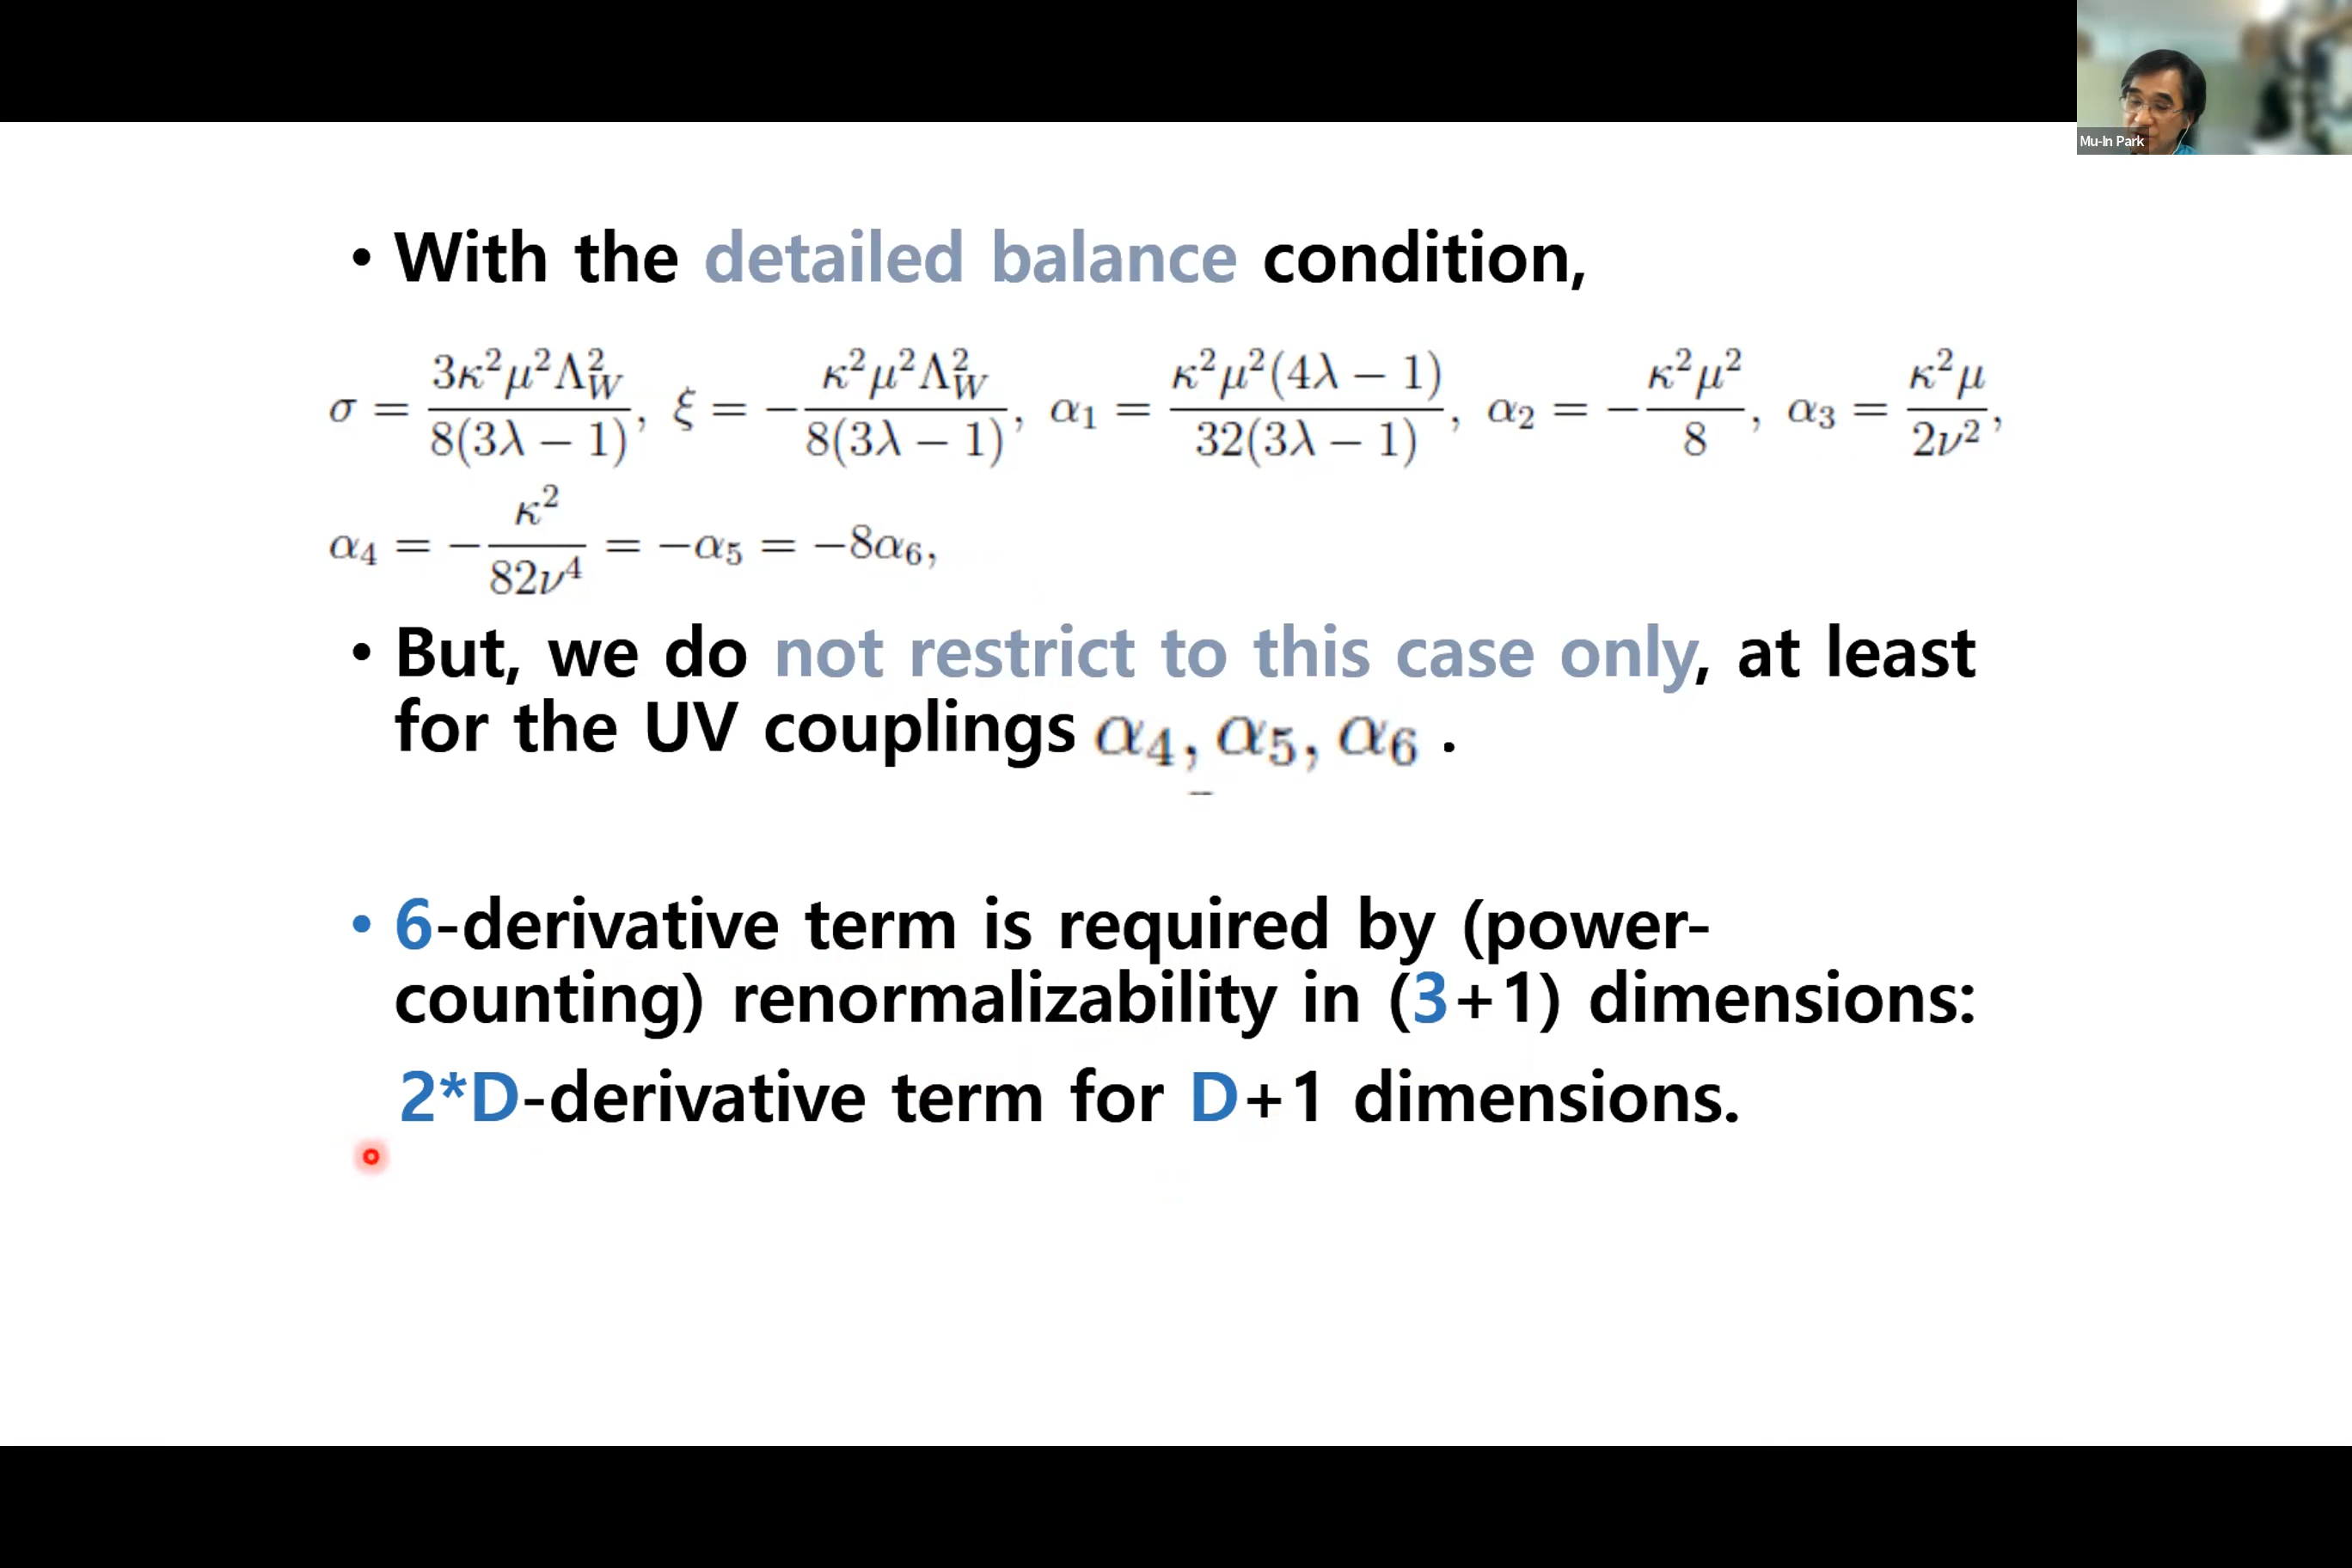 Mu-In Park
• With the detailed balance condition,
σ = 3κ²μ²Λ_W² / 8(3λ − 1), ξ = − κ²μ²Λ_W² / 8(3λ − 1), α₁ = κ²μ²(4λ − 1) / 32(3λ − 1), α₂ = − κ²μ² / 8, α₃ = κ²μ / 2ν²,
α₄ = − κ² / 82ν⁴ = −α₅ = −8α₆,
• But, we do not restrict to this case only, at least
for the UV couplings α₄, α₅, α₆ .
• 6-derivative term is required by (power-
counting) renormalizability in (3+1) dimensions:
2*D-derivative term for D+1 dimensions.